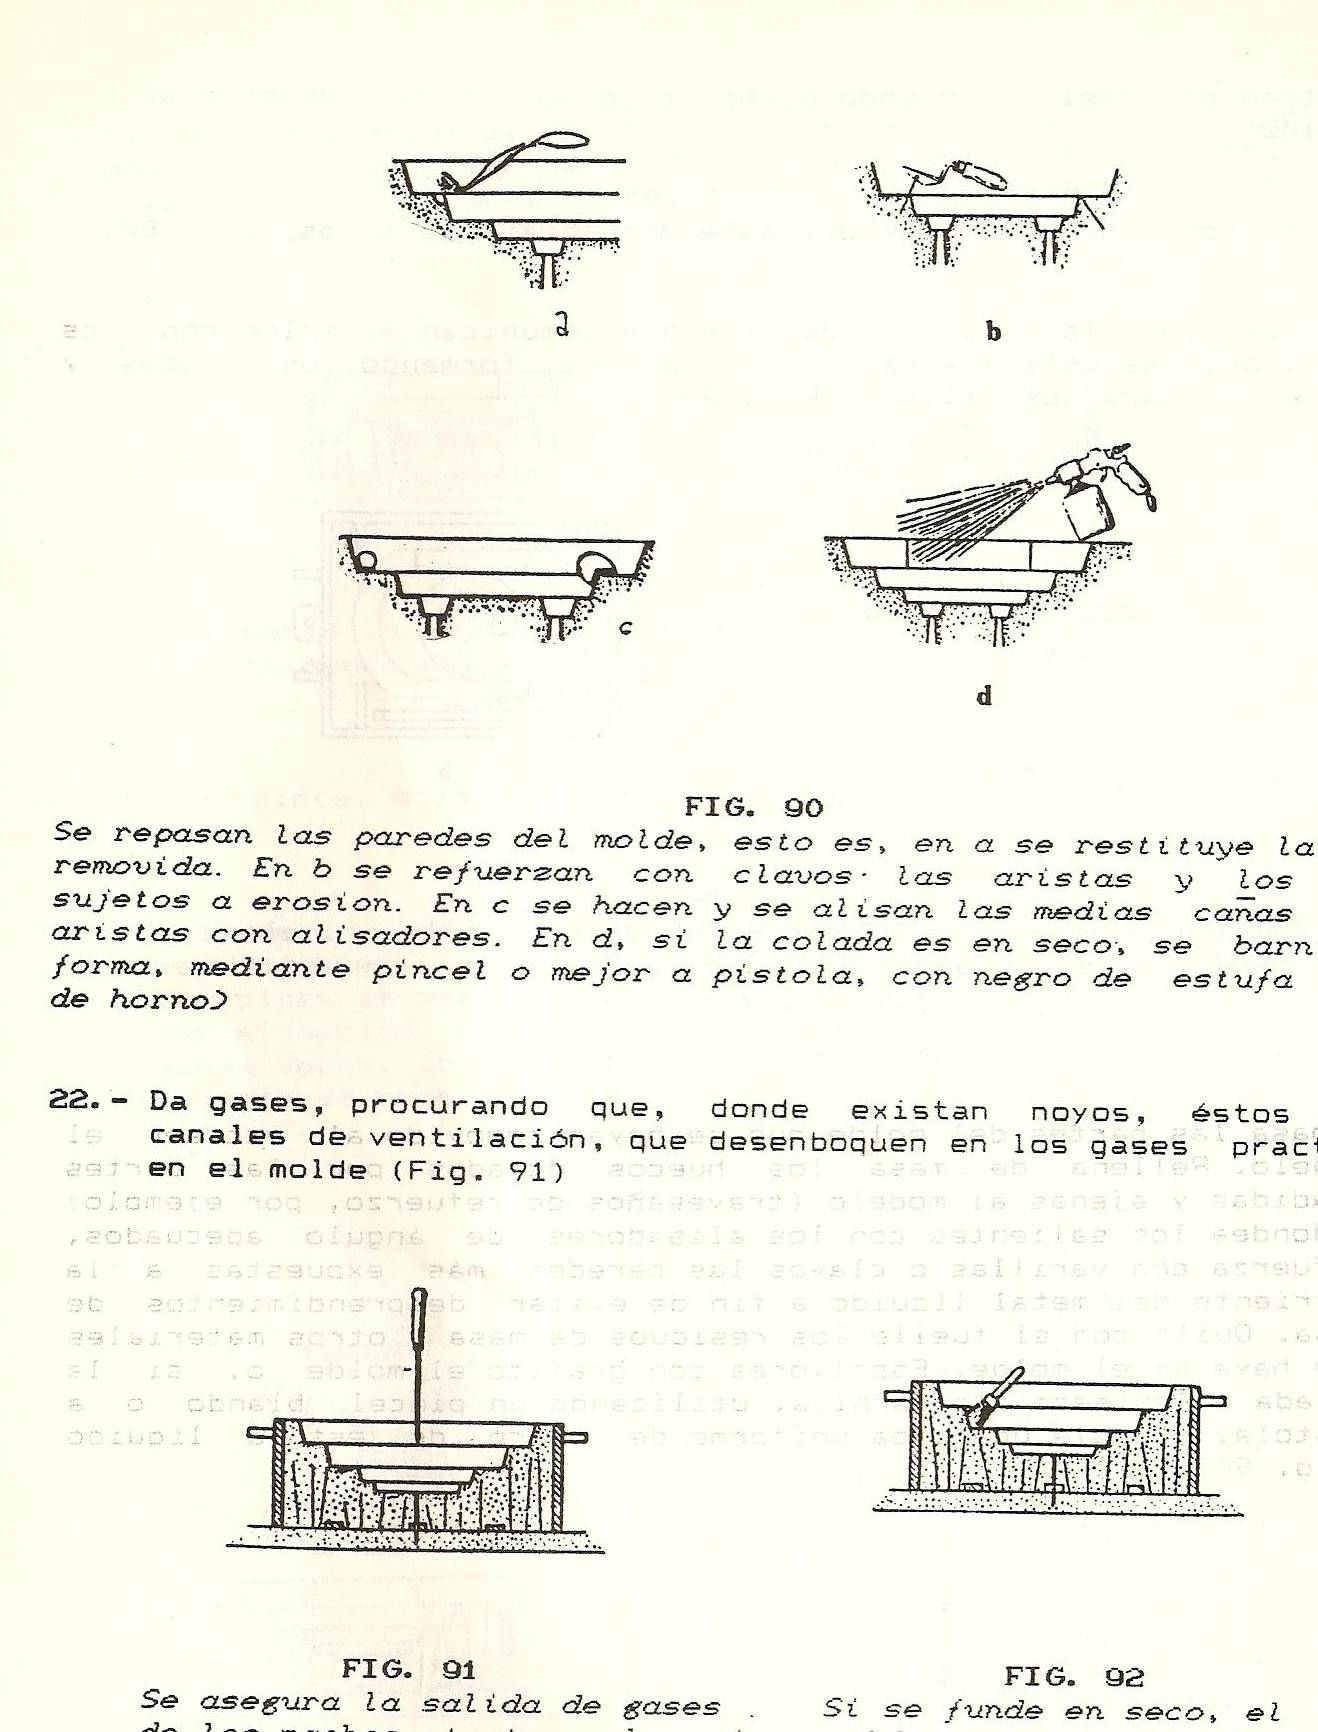 a
b
c
d
FIG. 90
Se repasan las paredes del molde, esto es, en a se restituye la
removida. En b se refuerzan con clavos las aristas y los
sujetos a erosion. En c se hacen y se alisan las medias cañas
aristas con alisadores. En d, si la colada es en seco, se barn
forma, mediante pincel o mejor a pistola, con negro de estufa
de horno)
22.- Da gases, procurando que, donde existan noyos, éstos
canales de ventilación, que desenboquen en los gases pract
en el molde (Fig. 91)
FIG. 91
Se asegura la salida de gases
FIG. 92
Si se funde en seco, el